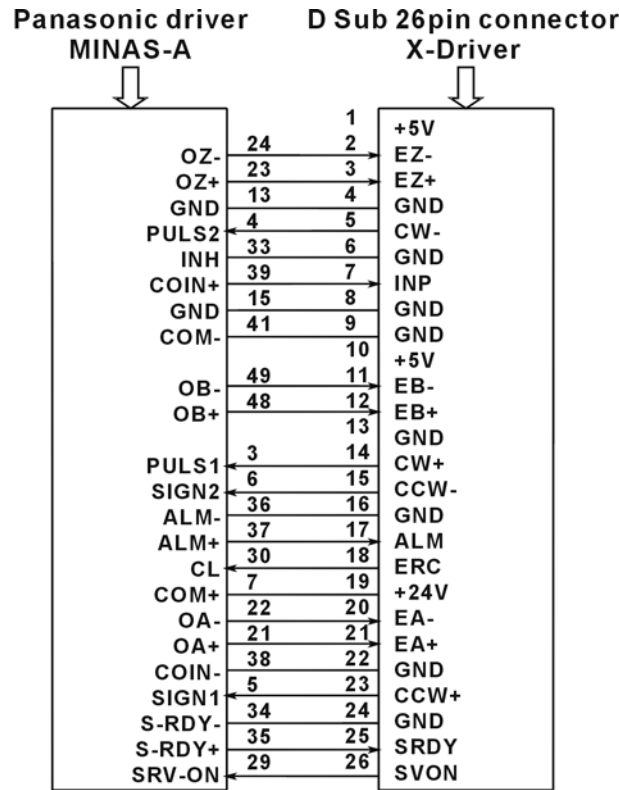 Panasonic driver D Sub 26pin connector
MINAS-A X-Driver
1 +5V
OZ- 24 2 EZ-
OZ+ 23 3 EZ+
GND 13 4 GND
PULS2 4 5 CW-
INH 33 6 GND
COIN+ 39 7 INP
GND 15 8 GND
COM- 41 9 GND
10 +5V
OB- 49 11 EB-
OB+ 48 12 EB+
13 GND
PULS1 3 14 CW+
SIGN2 6 15 CCW-
ALM- 36 16 GND
ALM+ 37 17 ALM
CL 30 18 ERC
COM+ 7 19 +24V
OA- 22 20 EA-
OA+ 21 21 EA+
COIN- 38 22 GND
SIGN1 5 23 CCW+
S-RDY- 34 24 GND
S-RDY+ 35 25 SRDY
SRV-ON 29 26 SVON